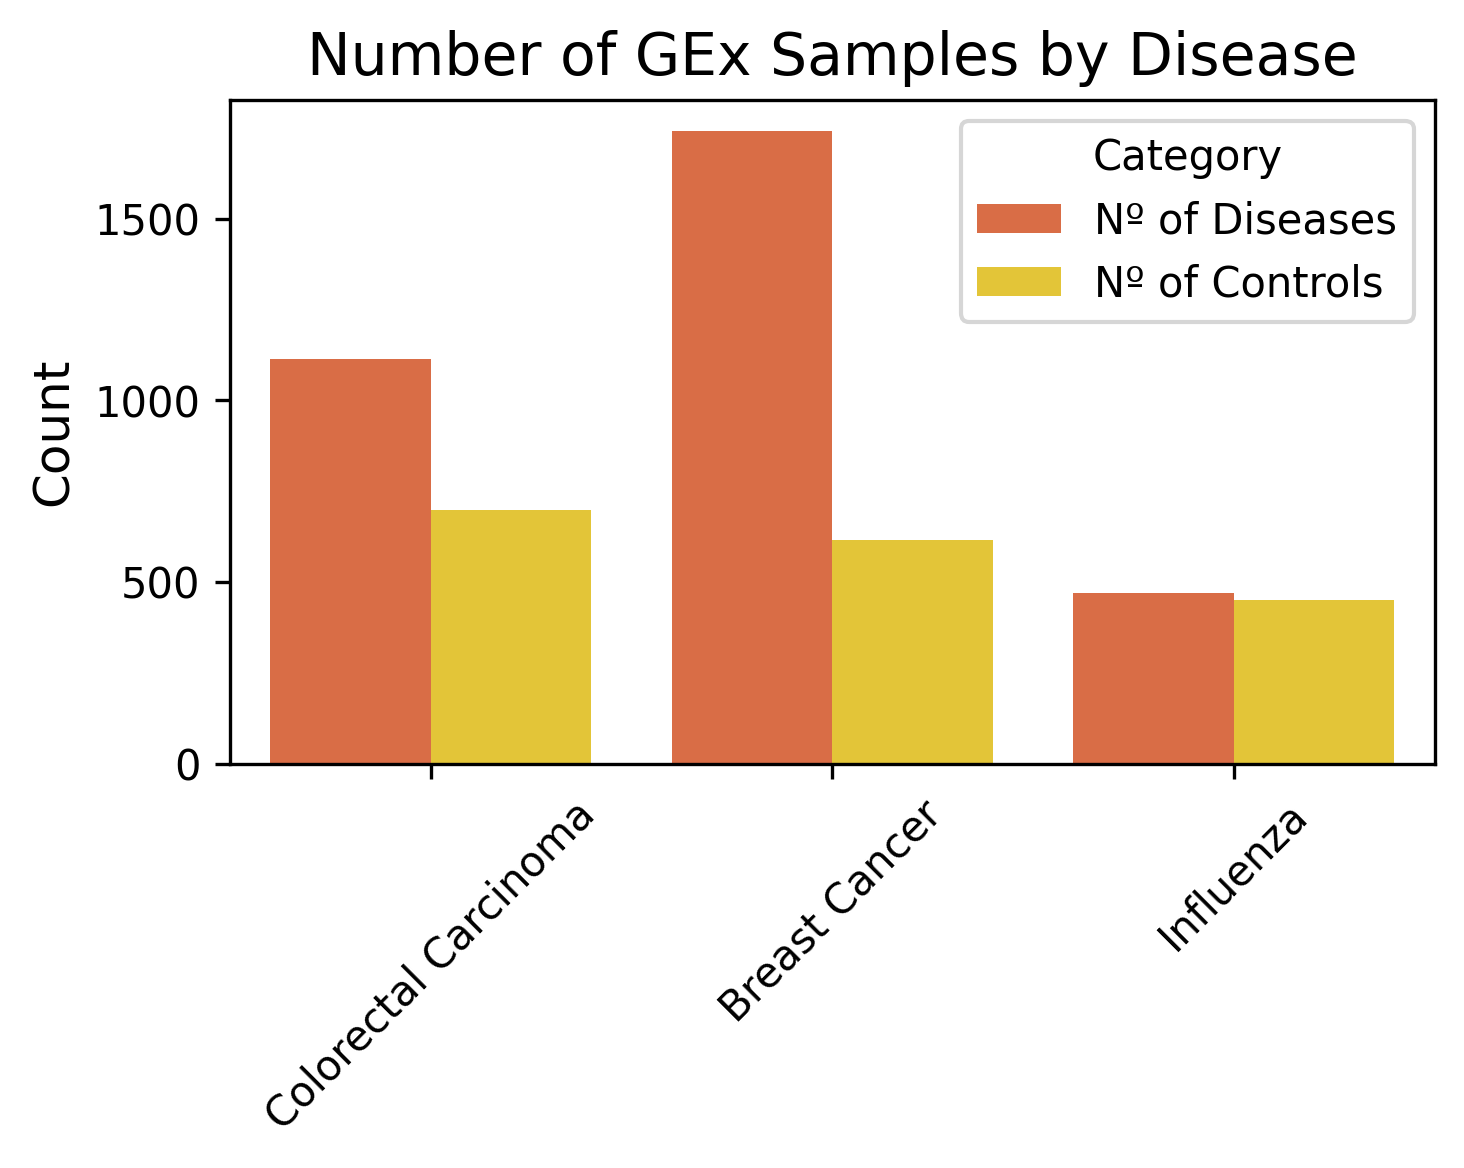 Number of GEx Samples by Disease
Category
Nº of Diseases
Nº of Controls
Count
1500
1000
500
0
Colorectal Carcinoma
Breast Cancer
Influenza